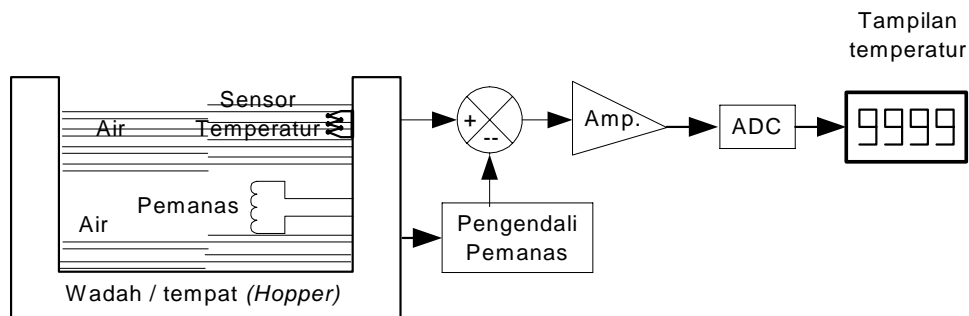 Tampilan
temperatur
Sensor
Air
Temperatur
+
--
Amp.
ADC
9999
Pemanas
Air
Pengendali
Pemanas
Wadah / tempat (Hopper)